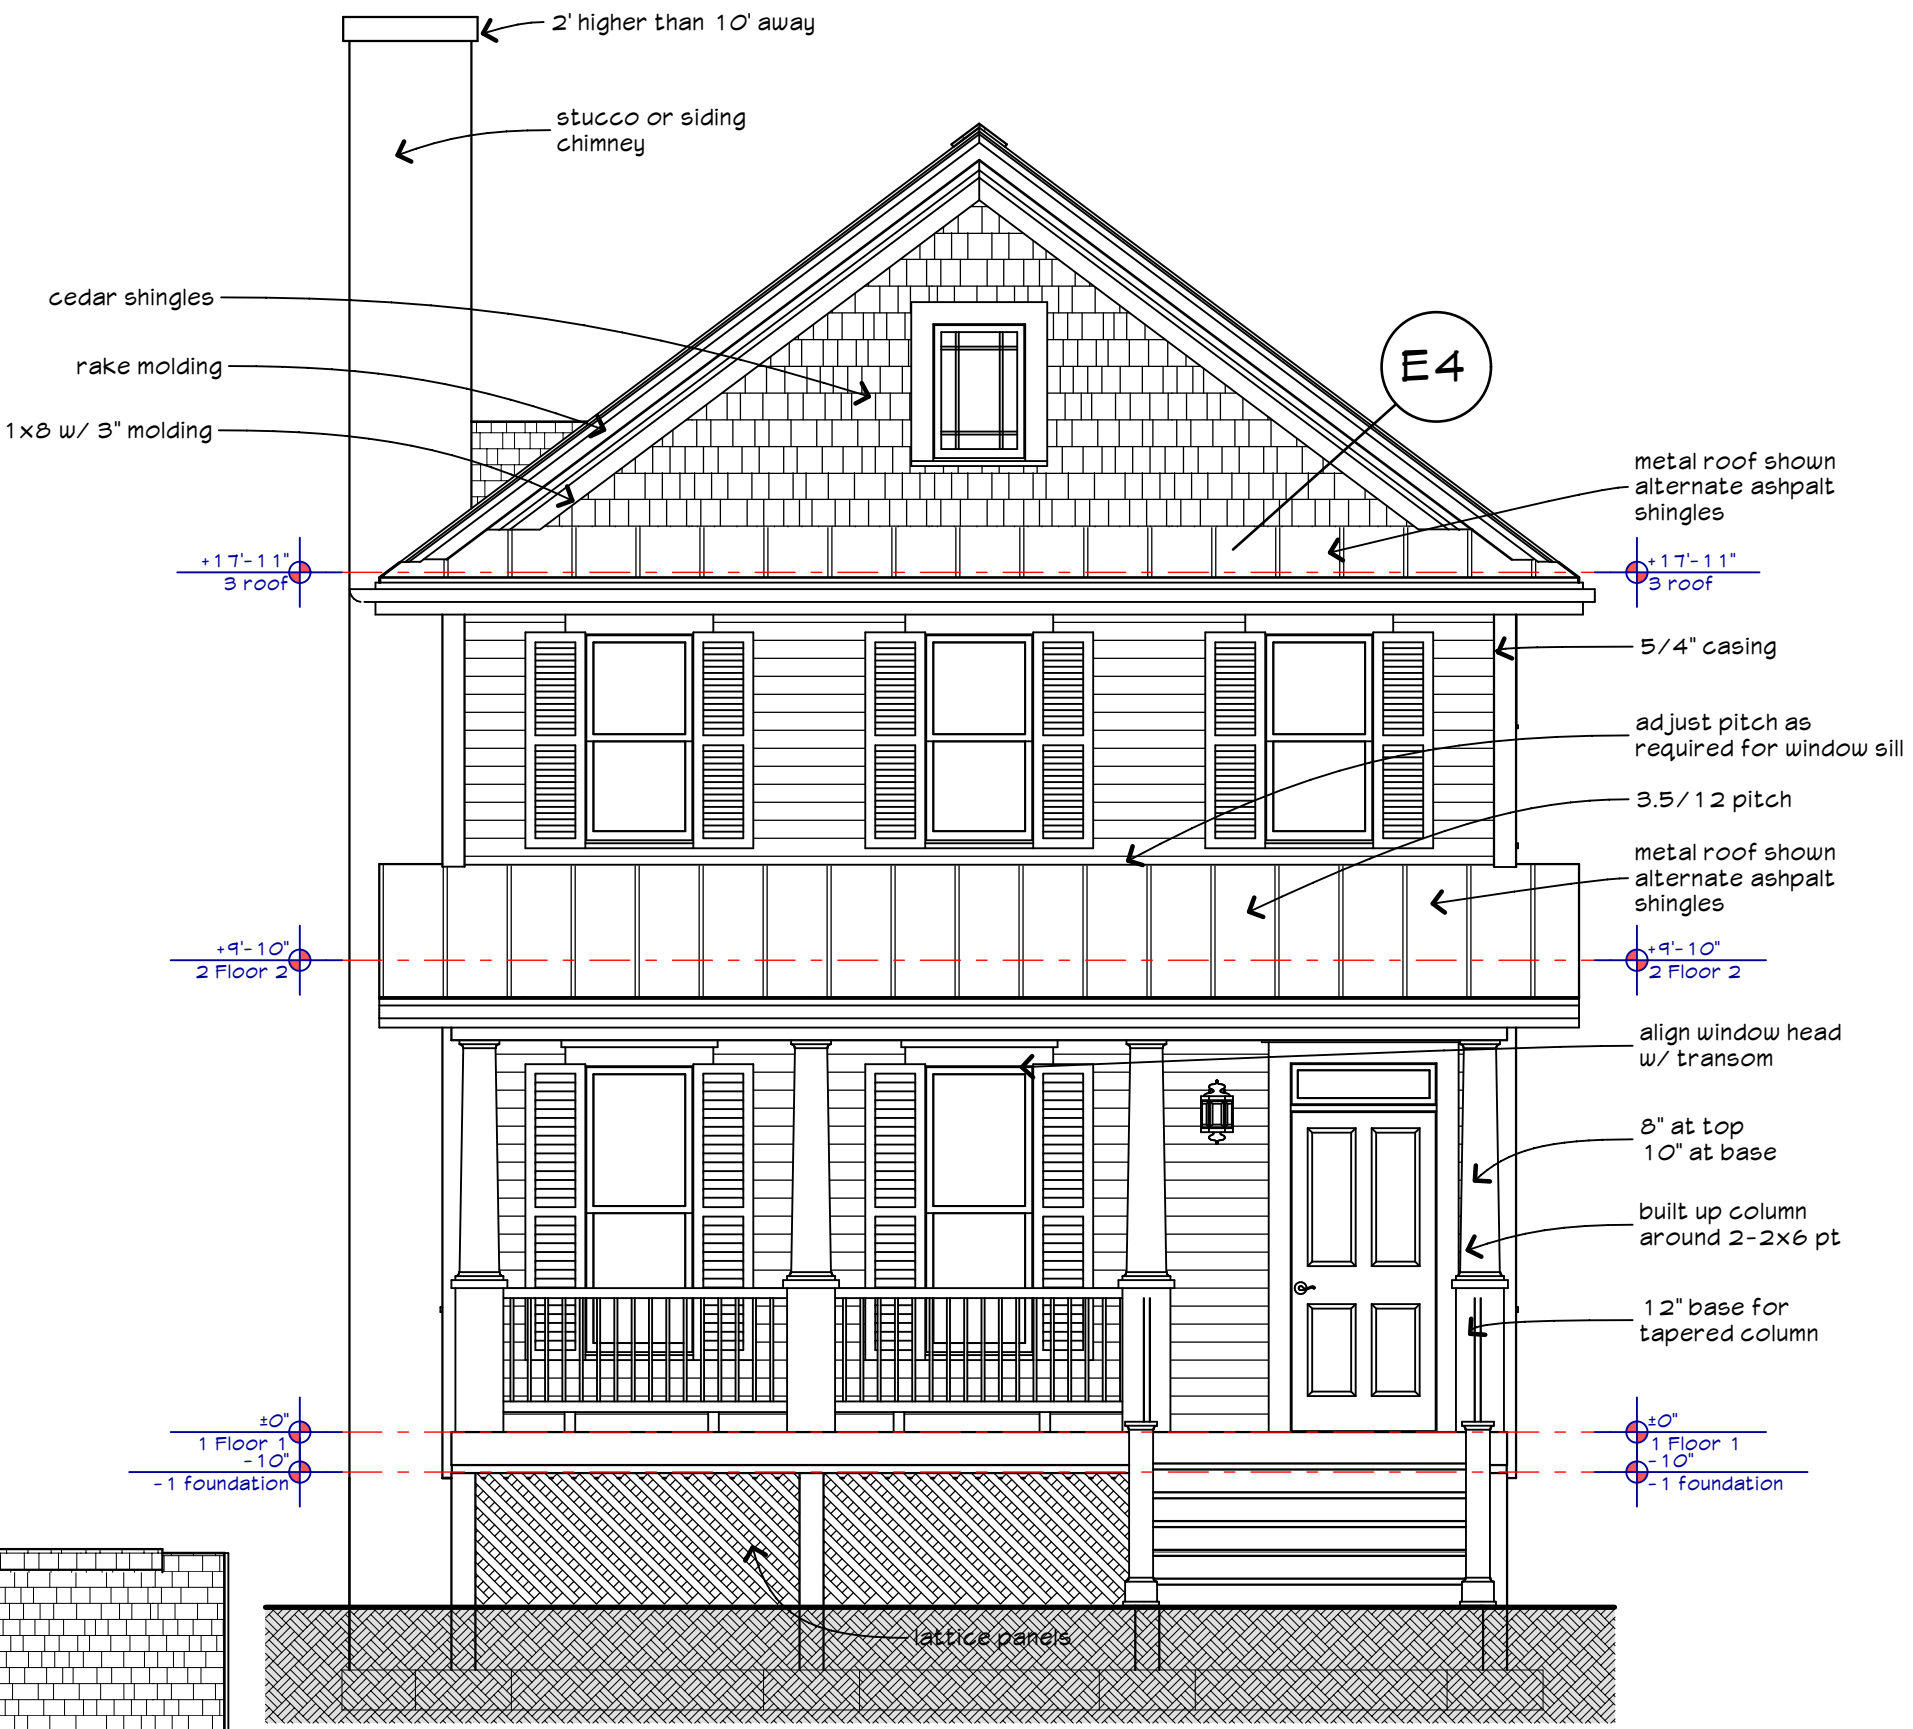 2' higher than 10' away
stucco or siding
chimney
cedar shingles
rake molding
1x8 w/ 3" molding
E4
metal roof shown
alternate ashpalt
shingles
+17'-11"
3 roof
+17'-11"
3 roof
5/4" casing
adjust pitch as
required for window sill
3.5/12 pitch
metal roof shown
alternate ashpalt
shingles
+9'-10"
2 Floor 2
+9'-10"
2 Floor 2
align window head
w/ transom
8" at top
10" at base
built up column
around 2-2x6 pt
12" base for
tapered column
±0"
1 Floor 1
-10"
-1 foundation
±0"
1 Floor 1
-10"
-1 foundation
lattice panels